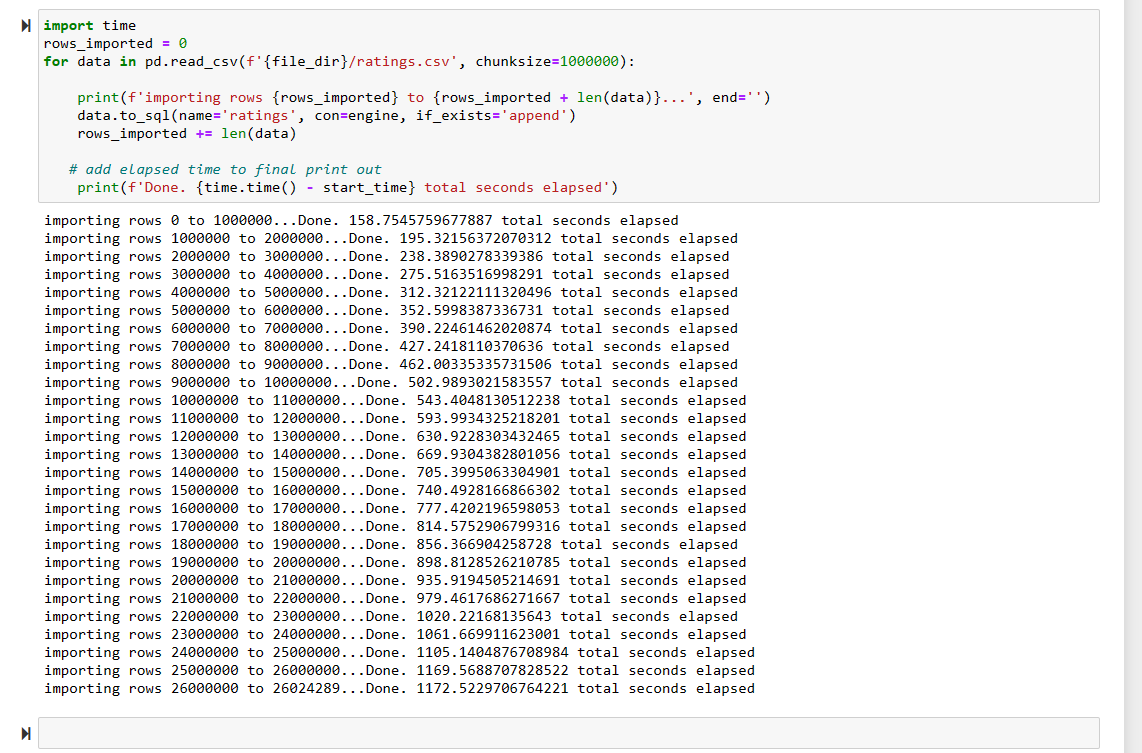 import time
rows_imported = 0
for data in pd.read_csv(f'{file_dir}/ratings.csv', chunksize=1000000):
    print(f'importing rows {rows_imported} to {rows_imported + len(data)}...', end='')
    data.to_sql(name='ratings', con=engine, if_exists='append')
    rows_imported += len(data)
   # add elapsed time to final print out
    print(f'Done. {time.time() - start_time} total seconds elapsed')
importing rows 0 to 1000000...Done. 158.7545759677887 total seconds elapsed
importing rows 1000000 to 2000000...Done. 195.32156372070312 total seconds elapsed
importing rows 2000000 to 3000000...Done. 238.3890278339386 total seconds elapsed
importing rows 3000000 to 4000000...Done. 275.5163516998291 total seconds elapsed
importing rows 4000000 to 5000000...Done. 312.32122111320496 total seconds elapsed
importing rows 5000000 to 6000000...Done. 352.5998387336731 total seconds elapsed
importing rows 6000000 to 7000000...Done. 390.22461462020874 total seconds elapsed
importing rows 7000000 to 8000000...Done. 427.2418110370636 total seconds elapsed
importing rows 8000000 to 9000000...Done. 462.00335335731506 total seconds elapsed
importing rows 9000000 to 10000000...Done. 502.9893021583557 total seconds elapsed
importing rows 10000000 to 11000000...Done. 543.4048130512238 total seconds elapsed
importing rows 11000000 to 12000000...Done. 593.9934325218201 total seconds elapsed
importing rows 12000000 to 13000000...Done. 630.9228303432465 total seconds elapsed
importing rows 13000000 to 14000000...Done. 669.9304382801056 total seconds elapsed
importing rows 14000000 to 15000000...Done. 705.3995063304901 total seconds elapsed
importing rows 15000000 to 16000000...Done. 740.4928166866302 total seconds elapsed
importing rows 16000000 to 17000000...Done. 777.4202196598053 total seconds elapsed
importing rows 17000000 to 18000000...Done. 814.5752906799316 total seconds elapsed
importing rows 18000000 to 19000000...Done. 856.366904258728 total seconds elapsed
importing rows 19000000 to 20000000...Done. 898.8128526210785 total seconds elapsed
importing rows 20000000 to 21000000...Done. 935.9194505214691 total seconds elapsed
importing rows 21000000 to 22000000...Done. 979.4617686271667 total seconds elapsed
importing rows 22000000 to 23000000...Done. 1020.22168135643 total seconds elapsed
importing rows 23000000 to 24000000...Done. 1061.669911623001 total seconds elapsed
importing rows 24000000 to 25000000...Done. 1105.1404876708984 total seconds elapsed
importing rows 25000000 to 26000000...Done. 1169.5688707828522 total seconds elapsed
importing rows 26000000 to 26024289...Done. 1172.5229706764221 total seconds elapsed